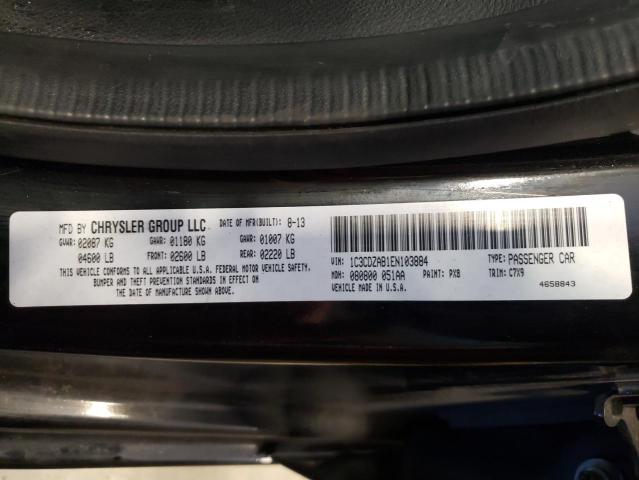 MFD BY CHRYSLER GROUP LLC DATE OF MFR(BUILT): 8-13
GVWR: 02087 KG GAWR: 01180 KG GAWR: 01007 KG
04600 LB FRONT: 02600 LB REAR: 02220 LB
THIS VEHICLE CONFORMS TO ALL APPLICABLE U.S.A. FEDERAL MOTOR VEHICLE SAFETY,
BUMPER AND THEFT PREVENTION STANDARDS IN EFFECT ON
THE DATE OF MANUFACTURE SHOWN ABOVE.
VIN: 1C3CDZAB1EN103884 TYPE: PASSENGER CAR
MDH: 080800 051AA PAINT: PX8 TRIM: C7X9
VEHICLE MADE IN U.S.A. 4658843